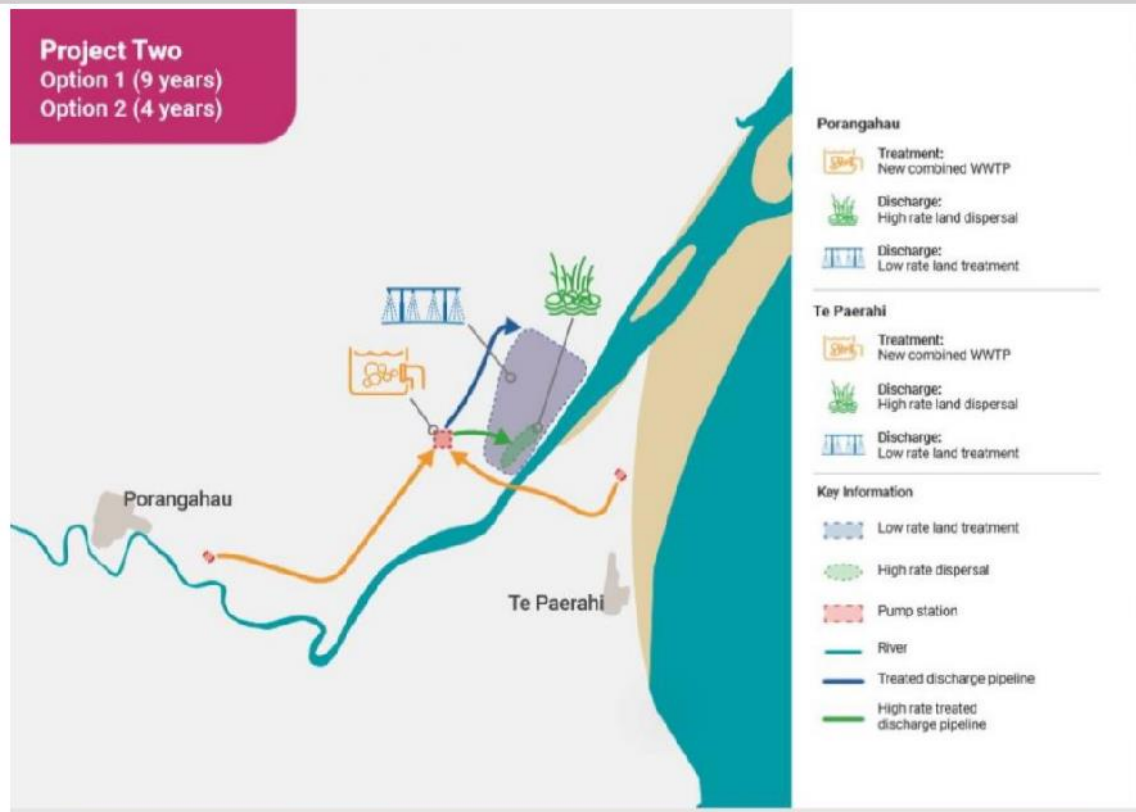 Project Two
Option 1 (9 years)
Option 2 (4 years)
Porangahau
Te Paerahi
Porangahau
Treatment:
New combined WWTP
Discharge:
High rate land dispersal
Discharge:
Low rate land treatment
Te Paerahi
Treatment:
New combined WWTP
Discharge:
High rate land dispersal
Discharge:
Low rate land treatment
Key Information
Low rate land treatment
High rate dispersal
Pump station
River
Treated discharge pipeline
High rate treated
discharge pipeline